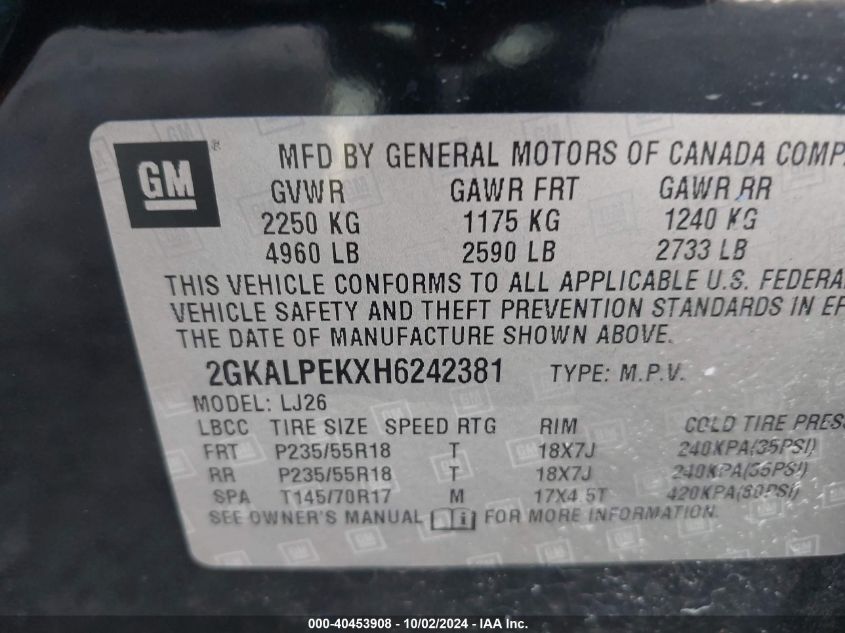 GM®
MFD BY GENERAL MOTORS OF CANADA COMP
GVWR GAWR FRT GAWR RR
2250 KG 1175 KG 1240 KG
4960 LB 2590 LB 2733 LB
THIS VEHICLE CONFORMS TO ALL APPLICABLE U.S. FEDERA
VEHICLE SAFETY AND THEFT PREVENTION STANDARDS IN EF
THE DATE OF MANUFACTURE SHOWN ABOVE.
2GKALPEKXH6242381 TYPE: M.P.V.
MODEL: LJ26
LBCC TIRE SIZE SPEED RTG RIM COLD TIRE PRES
FRT P235/55R18 T 18X7J 240KPA(35PSI)
RR P235/55R18 T 18X7J 240KPA(35PSI)
SPA T145/70R17 M 17X4.5T 420KPA(60PSI)
SEE OWNER'S MANUAL FOR MORE INFORMATION.
000-40453908 - 10/02/2024 - IAA Inc.